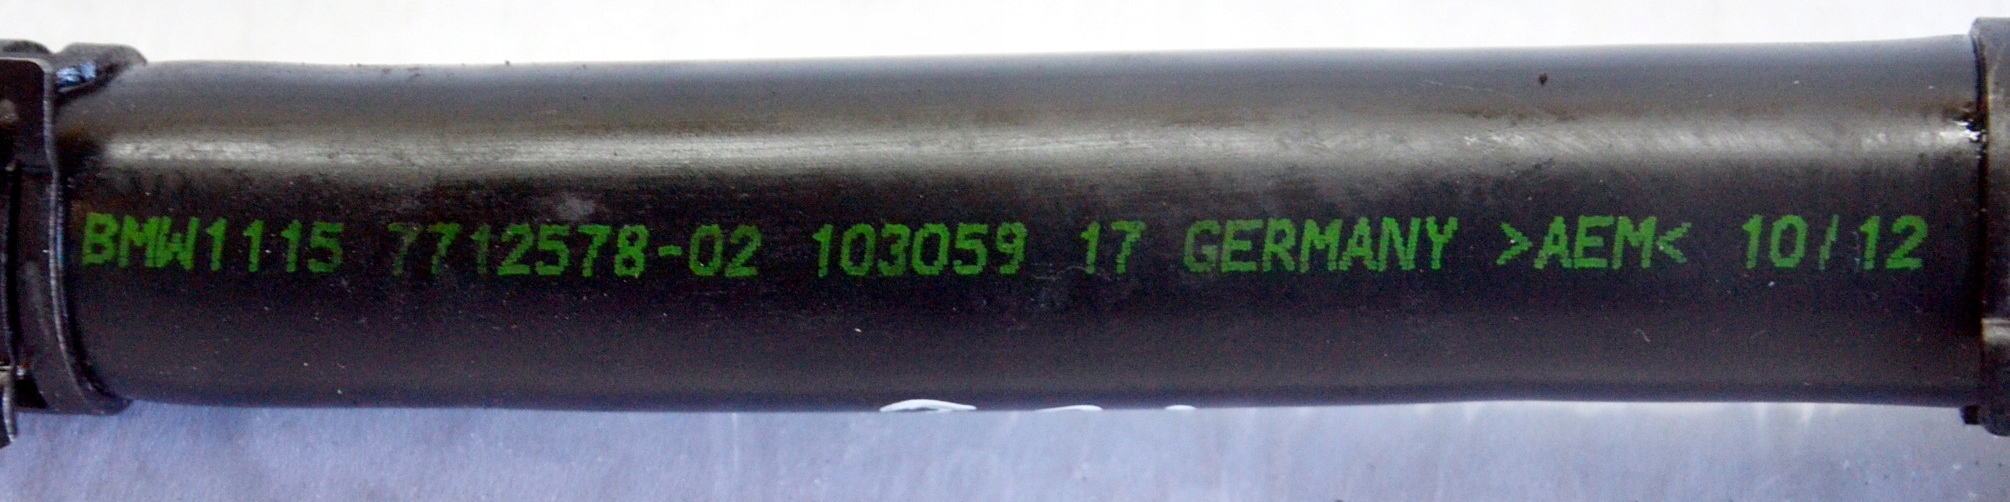 BMW1115 7712578-02 103059 17 GERMANY >AEM< 10/12